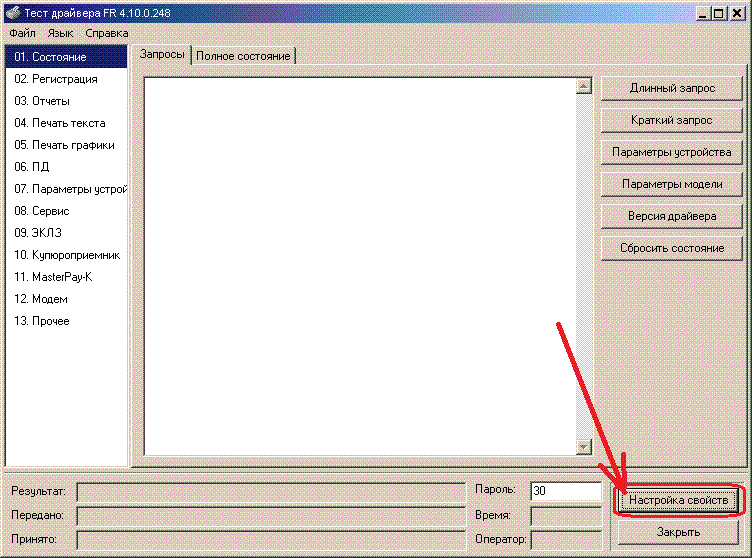 Тест драйвера FR 4.10.0.248
Файл Язык Справка
01. Состояние
02. Регистрация
03. Отчеты
04. Печать текста
05. Печать графики
06. ПД
07. Параметры устрой
08. Сервис
09. ЭКЛЗ
10. Купюроприемник
11. MasterPay-K
12. Модем
13. Прочее
Запросы Полное состояние
Длинный запрос
Краткий запрос
Параметры устройства
Параметры модели
Версия драйвера
Сбросить состояние
Результат:
Передано:
Принято:
Пароль: 30
Время:
Оператор:
Настройка свойств
Закрыть